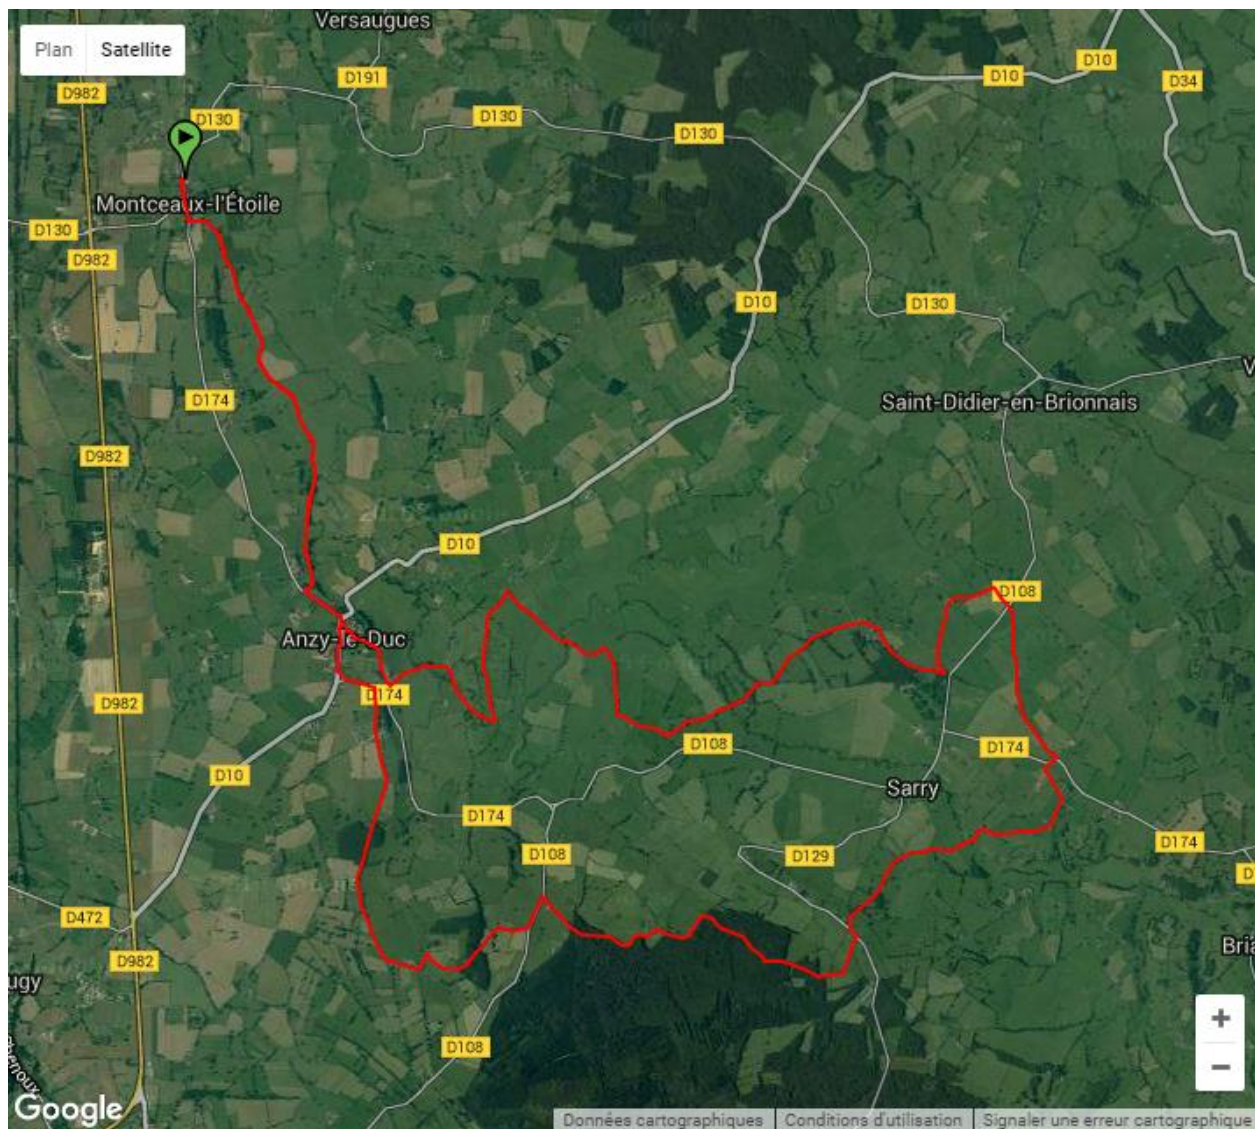 Versaugues
Plan Satellite
D982
D191
D10
D10
D34
D130
D130
D130
Montceaux-l'Étoile
D130
D982
D10
D130
D174
Saint-Didier-en-Brionnais
V
D982
D10
D108
Anzy-le-Duc
D174
D982
D108
D174
D10
Sarry
D174
D174
D108
D129
D
D472
D982
Bria
ugy
D108
+
−
Google
Données cartographiques Conditions d'utilisation Signaler une erreur cartographique